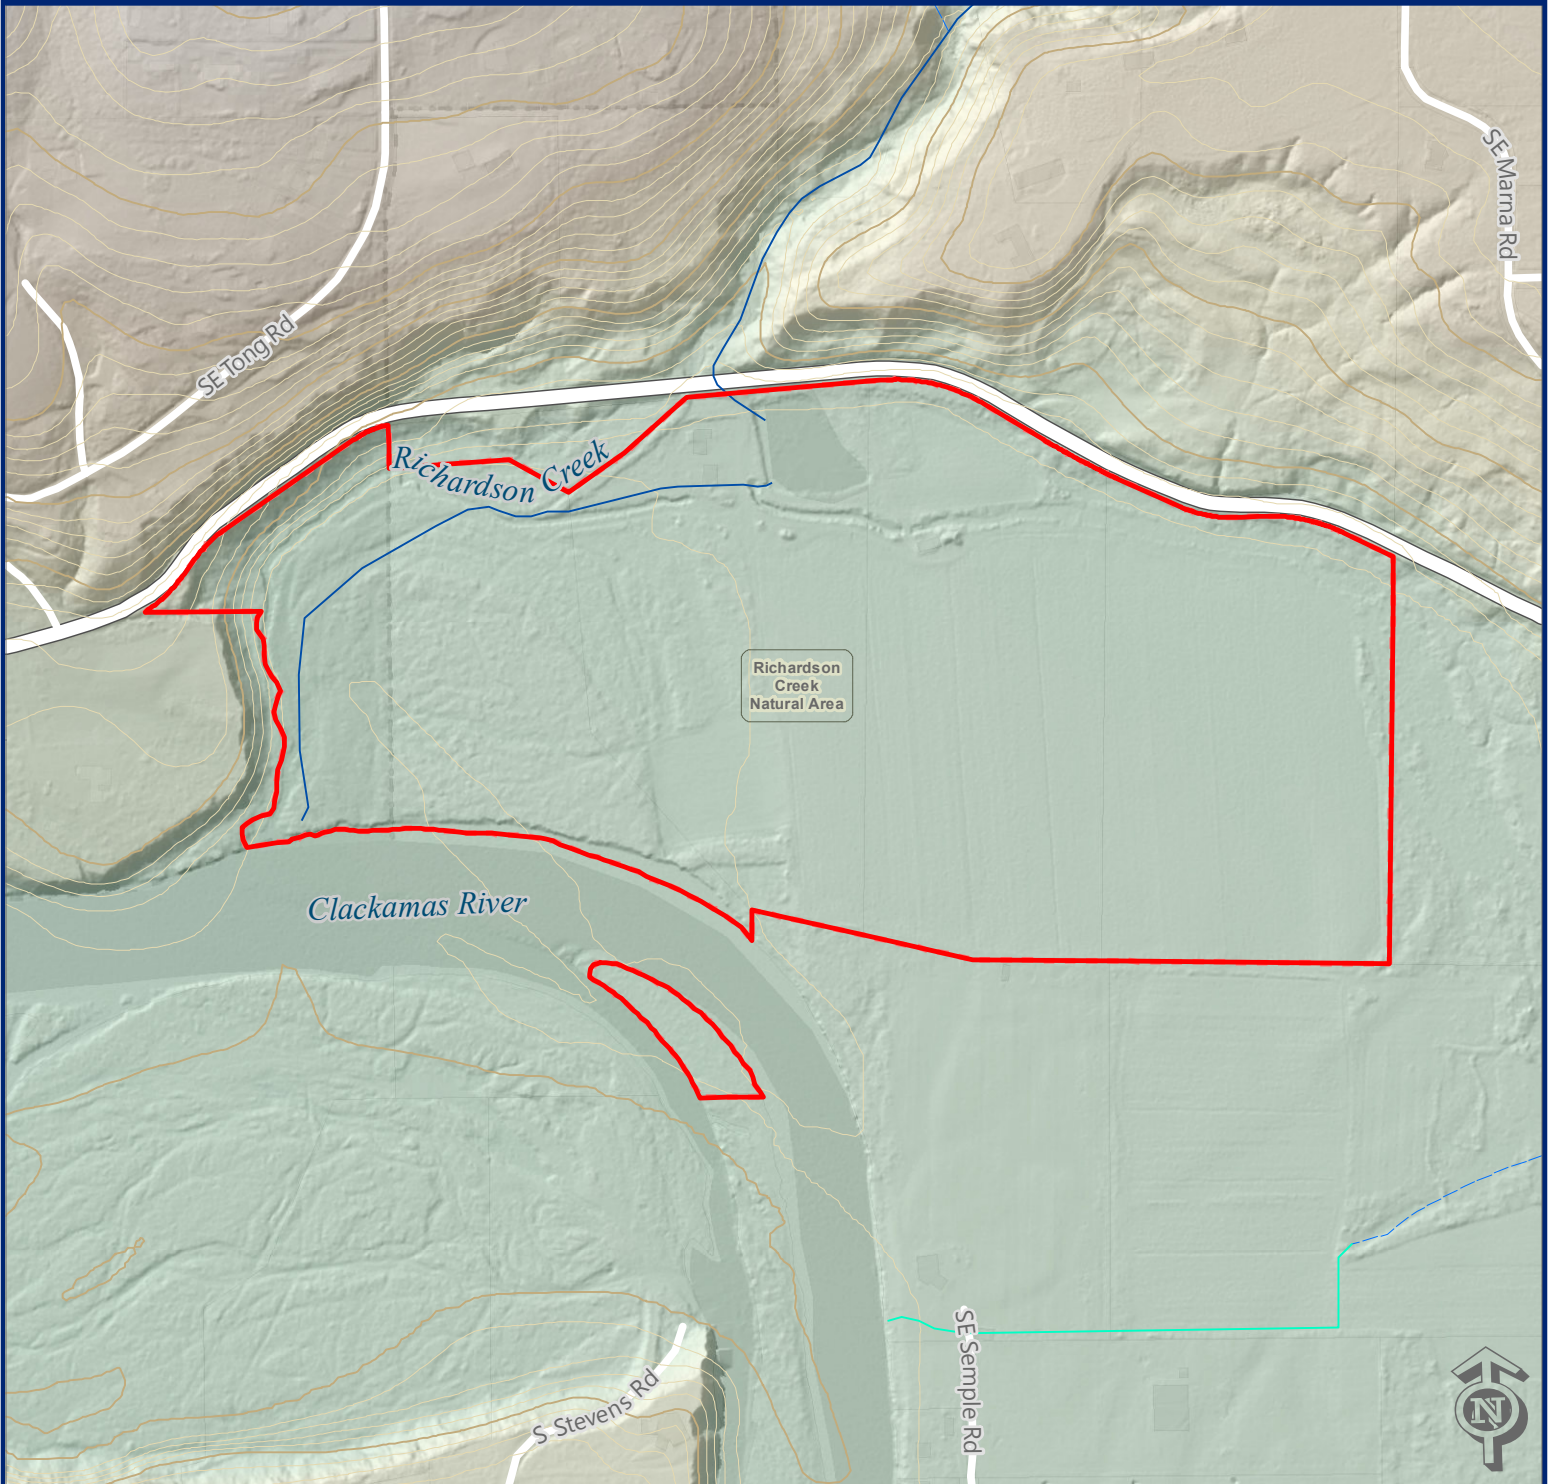 SE Marna Rd
SE Tong Rd
Richardson Creek
Richardson
Creek
Natural Area
Clackamas River
SE Semple Rd
S Stevens Rd
N